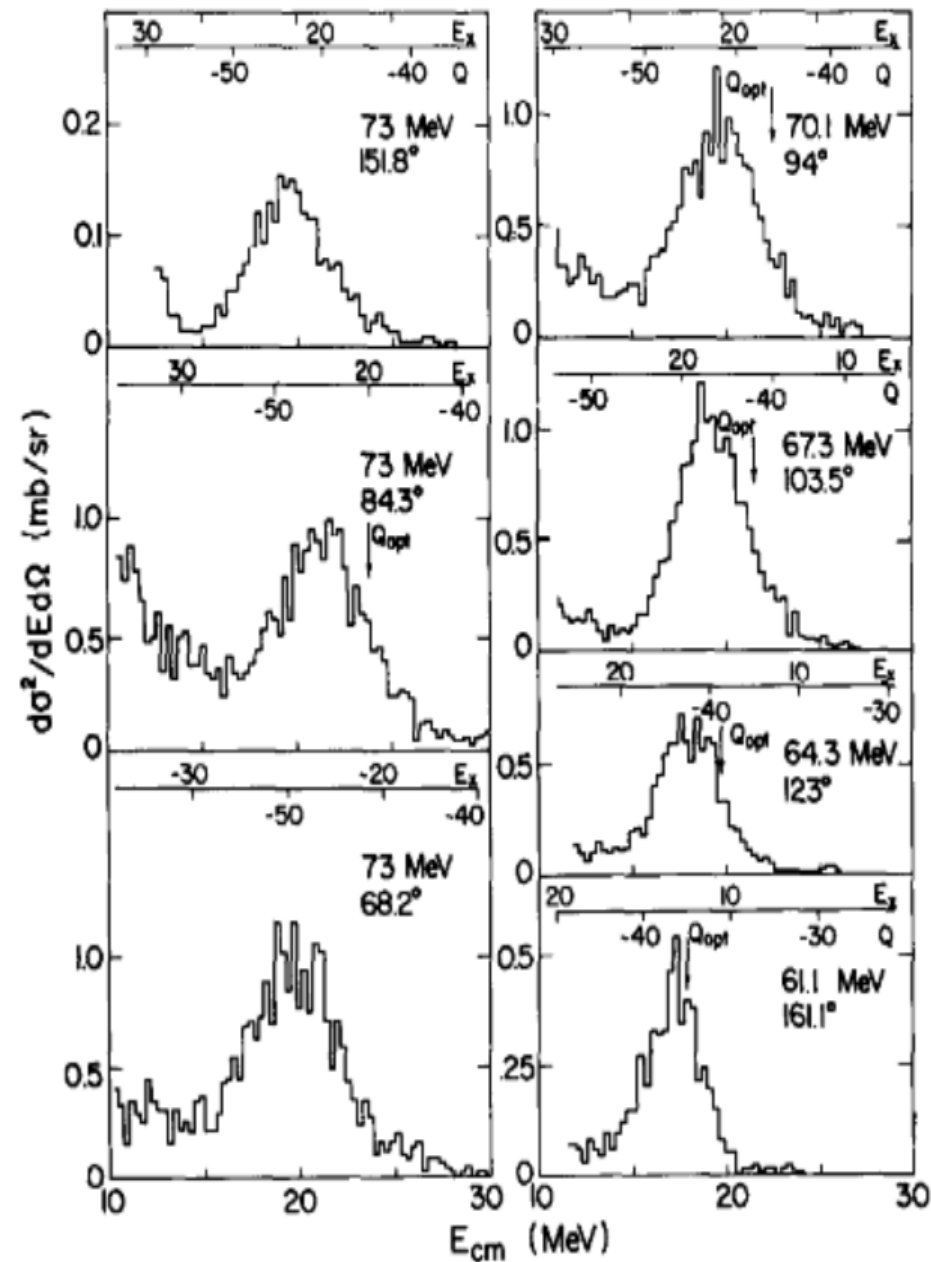 30 20 Eₓ
-50 -40 Q
0.2
73 MeV
151.8°
0.1
0
30 20 Eₓ
-50 -40
73 MeV
84.3°
Qopt
1.0
0.5
0
-30 -20 Eₓ
-50 -40
73 MeV
68.2°
1.0
0.5
0
10 20 30
30 20 Eₓ
-50 -40 Q
Qopt
1.0
70.1 MeV
94°
0.5
0
20 10 Eₓ
-50 -40 Q
Qopt
1.0
67.3 MeV
103.5°
0.5
0
20 10 Eₓ
-40 -30
Qopt
64.3 MeV
123°
0.5
0
20 10 Eₓ
-40 Qopt -30 Q
0.5
61.1 MeV
161.1°
.25
0
10 20 30
dσ²/dEdΩ (mb/sr)
Ecm (MeV)